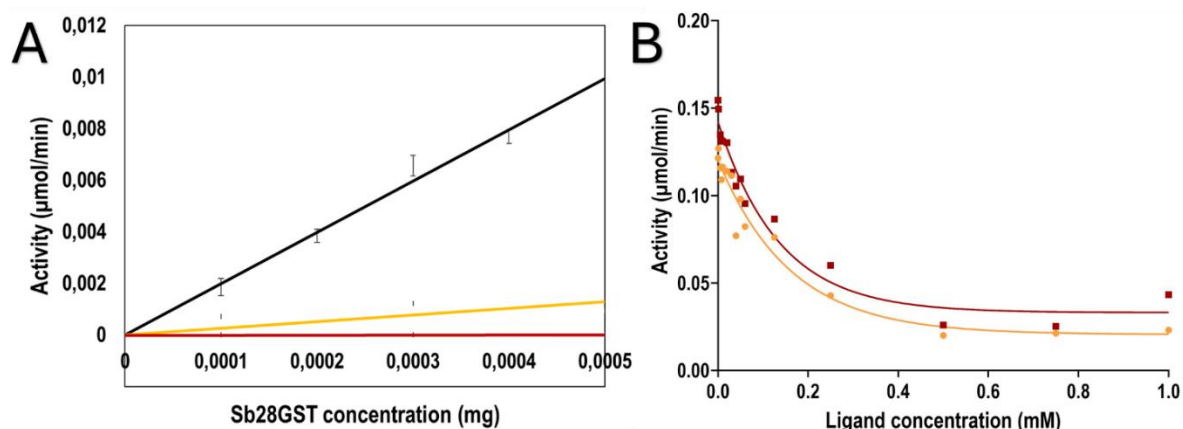 A
Activity (µmol/min)
0,012
0,01
0,008
0,006
0,004
0,002
0
0 0,0001 0,0002 0,0003 0,0004 0,0005
Sb28GST concentration (mg)
B
Activity (µmol/min)
0.20
0.15
0.10
0.05
0.00
0.0 0.2 0.4 0.6 0.8 1.0
Ligand concentration (mM)